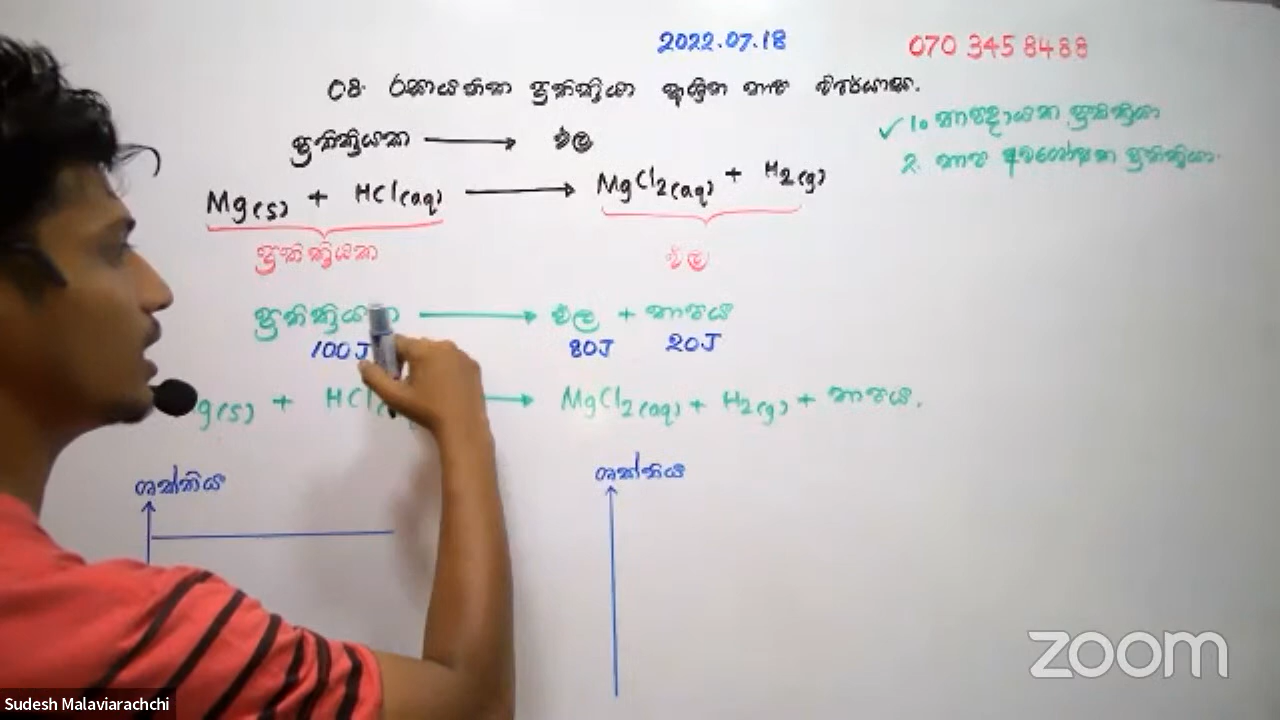 2022.07.18
070 345 8488
08. රසායනික ප්‍රතික්‍රියා ආශ්‍රිත තාප විපර්යාස.
✓ 1. තාපදායක ප්‍රතික්‍රියා
2. තාප අවශෝෂක ප්‍රතික්‍රියා.
ප්‍රතික්‍රියක → ඵල
Mg(s) + HCl(aq) → MgCl2(aq) + H2(g)
ප්‍රතික්‍රියක ඵල
ප්‍රතික්‍රියක → ඵල + තාපය
100J 80J 20J
g(s) + HCl → MgCl2(aq) + H2(g) + තාපය.
ශක්තිය ශක්තිය
zoom
Sudesh Malaviarachchi